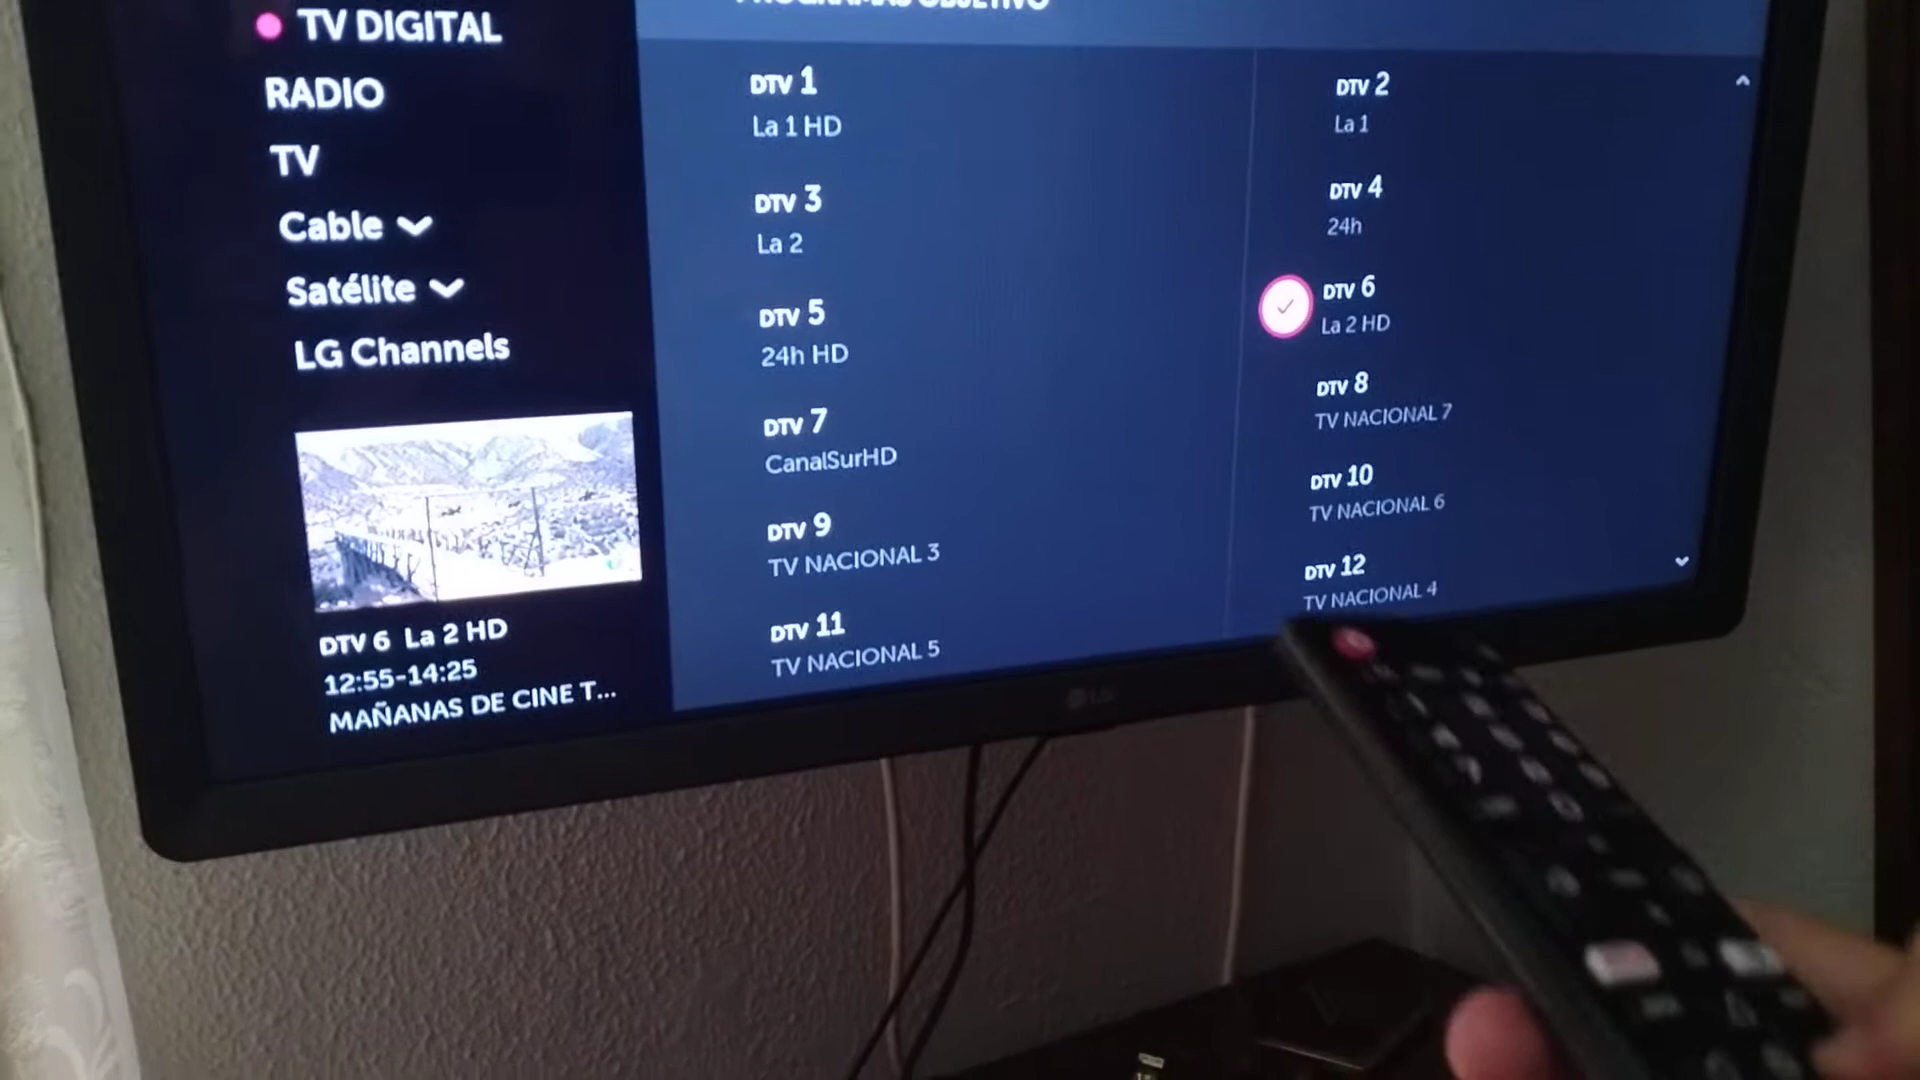 TV DIGITAL
RADIO
TV
Cable
Satélite
LG Channels
DTV 6 La 2 HD
12:55-14:25
MAÑANAS DE CINE T...
PROGRAMAS OBJETIVO
DTV 1
La 1 HD
DTV 2
La 1
DTV 3
La 2
DTV 4
24h
DTV 5
24h HD
DTV 6
La 2 HD
DTV 7
CanalSurHD
DTV 8
TV NACIONAL 7
DTV 9
TV NACIONAL 3
DTV 10
TV NACIONAL 6
DTV 11
TV NACIONAL 5
DTV 12
TV NACIONAL 4
LG